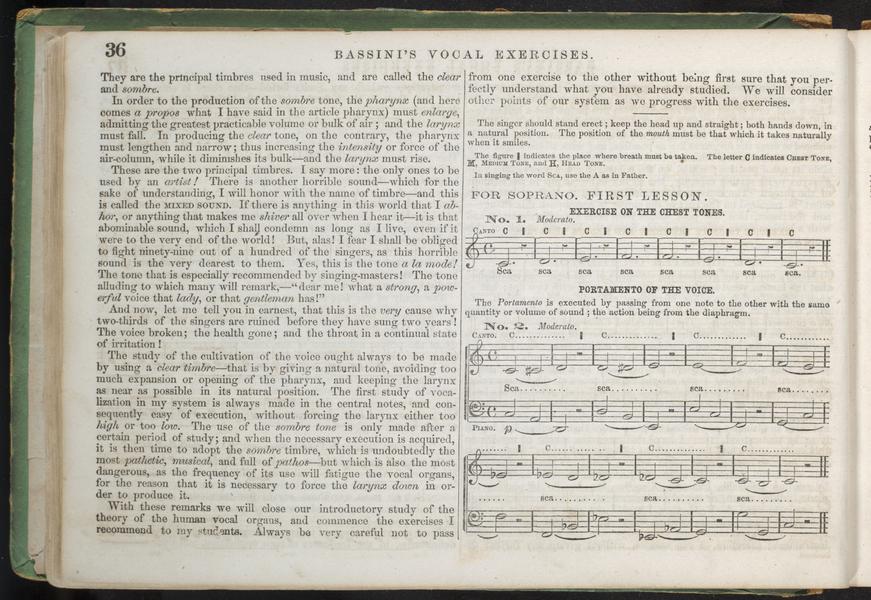 36
BASSINI'S VOCAL EXERCISES.
They are the principal timbres used in music, and are called the clear
and sombre.
In order to the production of the sombre tone, the pharynx (and here
comes a propos what I have said in the article pharynx) must enlarge,
admitting the greatest practicable volume or bulk of air; and the larynx
must fall. In producing the clear tone, on the contrary, the pharynx
must lengthen and narrow; thus increasing the intensity or force of the
air-column, while it diminishes its bulk—and the larynx must rise.
These are the two principal timbres. I say more: the only ones to be
used by an artist! There is another horrible sound—which for the
sake of understanding, I will honor with the name of timbre—and this
is called the MIXED SOUND. If there is anything in this world that I ab-
hor, or anything that makes me shiver all over when I hear it—it is that
abominable sound, which I shall condemn as long as I live, even if it
were to the very end of the world! But, alas! I fear I shall be obliged
to fight ninety-nine out of a hundred of the singers, as this horrible
sound is the very dearest to them. Yes, this is the tone a la mode!
The tone that is especially recommended by singing-masters! The tone
alluding to which many will remark,—"dear me! what a strong, a pow-
erful voice that lady, or that gentleman has!"
And now, let me tell you in earnest, that this is the very cause why
two-thirds of the singers are ruined before they have sung two years!
The voice broken; the health gone; and the throat in a continual state
of irritation!
The study of the cultivation of the voice ought always to be made
by using a clear timbre—that is by giving a natural tone, avoiding too
much expansion or opening of the pharynx, and keeping the larynx
as near as possible in its natural position. The first study of voca-
lization in my system is always made in the central notes, and con-
sequently easy of execution, without forcing the larynx either too
high or too low. The use of the sombre tone is only made after a
certain period of study; and when the necessary execution is acquired,
it is then time to adopt the sombre timbre, which is undoubtedly the
most pathetic, musical, and full of pathos—but which is also the most
dangerous, as the frequency of its use will fatigue the vocal organs,
for the reason that it is necessary to force the larynx down in or-
der to produce it.
With these remarks we will close our introductory study of the
theory of the human vocal organs, and commence the exercises I
recommend to my students. Always be very careful not to pass
from one exercise to the other without being first sure that you per-
fectly understand what you have already studied. We will consider
other points of our system as we progress with the exercises.
The singer should stand erect; keep the head up and straight; both hands down, in
a natural position. The position of the mouth must be that which it takes naturally
when it smiles.
The figure ❙ indicates the place where breath must be taken. The letter C indicates CHEST TONE,
M, MEDIUM TONE, and H, HEAD TONE.
In singing the word Sca, use the A as in Father.
FOR SOPRANO. FIRST LESSON.
EXERCISE ON THE CHEST TONES.
No. 1. Moderato.
CANTO C ❙ C ❙ C ❙ C ❙ C ❙ C ❙ C ❙ C
Sca sca sca sca sca sca sca sca.
PORTAMENTO OF THE VOICE.
The Portamento is executed by passing from one note to the other with the same
quantity or volume of sound; the action being from the diaphragm.
No. 2. Moderato.
CANTO. C.............. ❙ C.............. ❙ C.............. ❙ C.........
Sca.......... sca.......... sca.......... sca.........
PIANO. p
........ ❙ C.............. ❙ C.............. ❙ C..............
...... sca........... sca........... sca...........